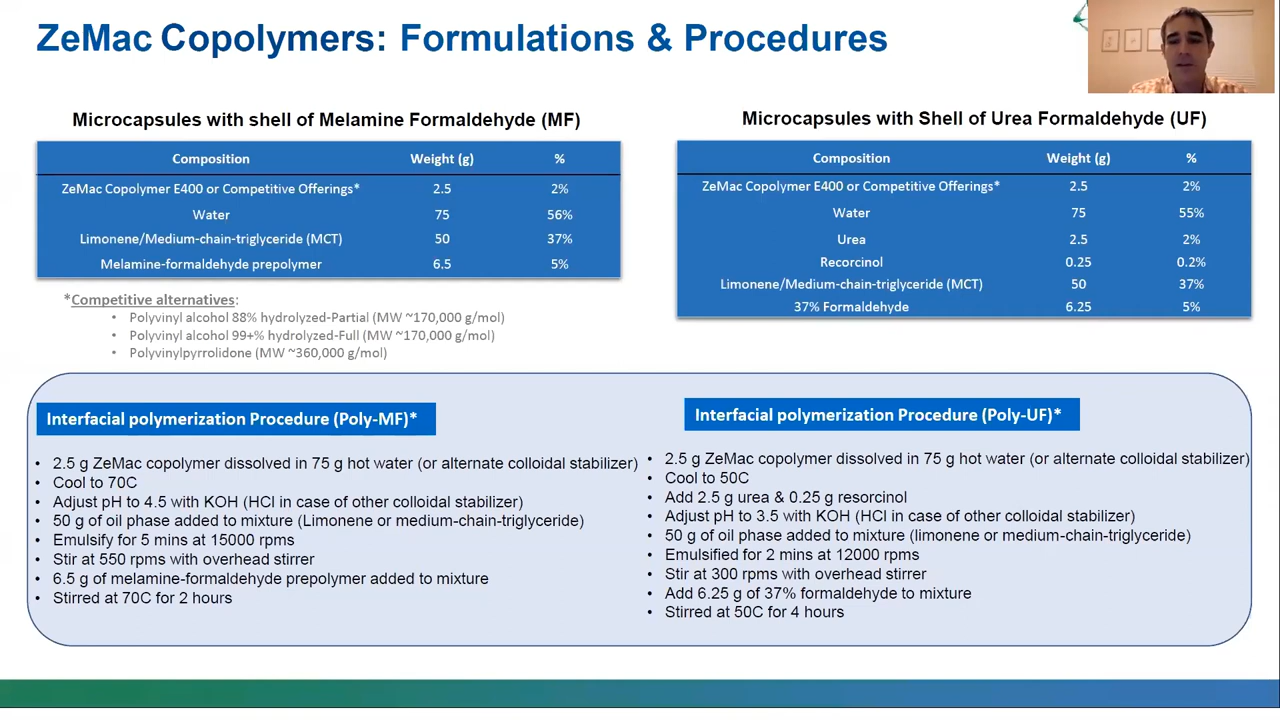 ZeMac Copolymers: Formulations & Procedures
Microcapsules with shell of Melamine Formaldehyde (MF)
Composition Weight (g) %
ZeMac Copolymer E400 or Competitive Offerings* 2.5 2%
Water 75 56%
Limonene/Medium-chain-triglyceride (MCT) 50 37%
Melamine-formaldehyde prepolymer 6.5 5%
*Competitive alternatives:
• Polyvinyl alcohol 88% hydrolyzed-Partial (MW ~170,000 g/mol)
• Polyvinyl alcohol 99+% hydrolyzed-Full (MW ~170,000 g/mol)
• Polyvinylpyrrolidone (MW ~360,000 g/mol)
Microcapsules with Shell of Urea Formaldehyde (UF)
Composition Weight (g) %
ZeMac Copolymer E400 or Competitive Offerings* 2.5 2%
Water 75 55%
Urea 2.5 2%
Recorcinol 0.25 0.2%
Limonene/Medium-chain-triglyceride (MCT) 50 37%
37% Formaldehyde 6.25 5%
Interfacial polymerization Procedure (Poly-MF)*
• 2.5 g ZeMac copolymer dissolved in 75 g hot water (or alternate colloidal stabilizer)
• Cool to 70C
• Adjust pH to 4.5 with KOH (HCl in case of other colloidal stabilizer)
• 50 g of oil phase added to mixture (Limonene or medium-chain-triglyceride)
• Emulsify for 5 mins at 15000 rpms
• Stir at 550 rpms with overhead stirrer
• 6.5 g of melamine-formaldehyde prepolymer added to mixture
• Stirred at 70C for 2 hours
Interfacial polymerization Procedure (Poly-UF)*
• 2.5 g ZeMac copolymer dissolved in 75 g hot water (or alternate colloidal stabilizer)
• Cool to 50C
• Add 2.5 g urea & 0.25 g resorcinol
• Adjust pH to 3.5 with KOH (HCl in case of other colloidal stabilizer)
• 50 g of oil phase added to mixture (limonene or medium-chain-triglyceride)
• Emulsified for 2 mins at 12000 rpms
• Stir at 300 rpms with overhead stirrer
• Add 6.25 g of 37% formaldehyde to mixture
• Stirred at 50C for 4 hours